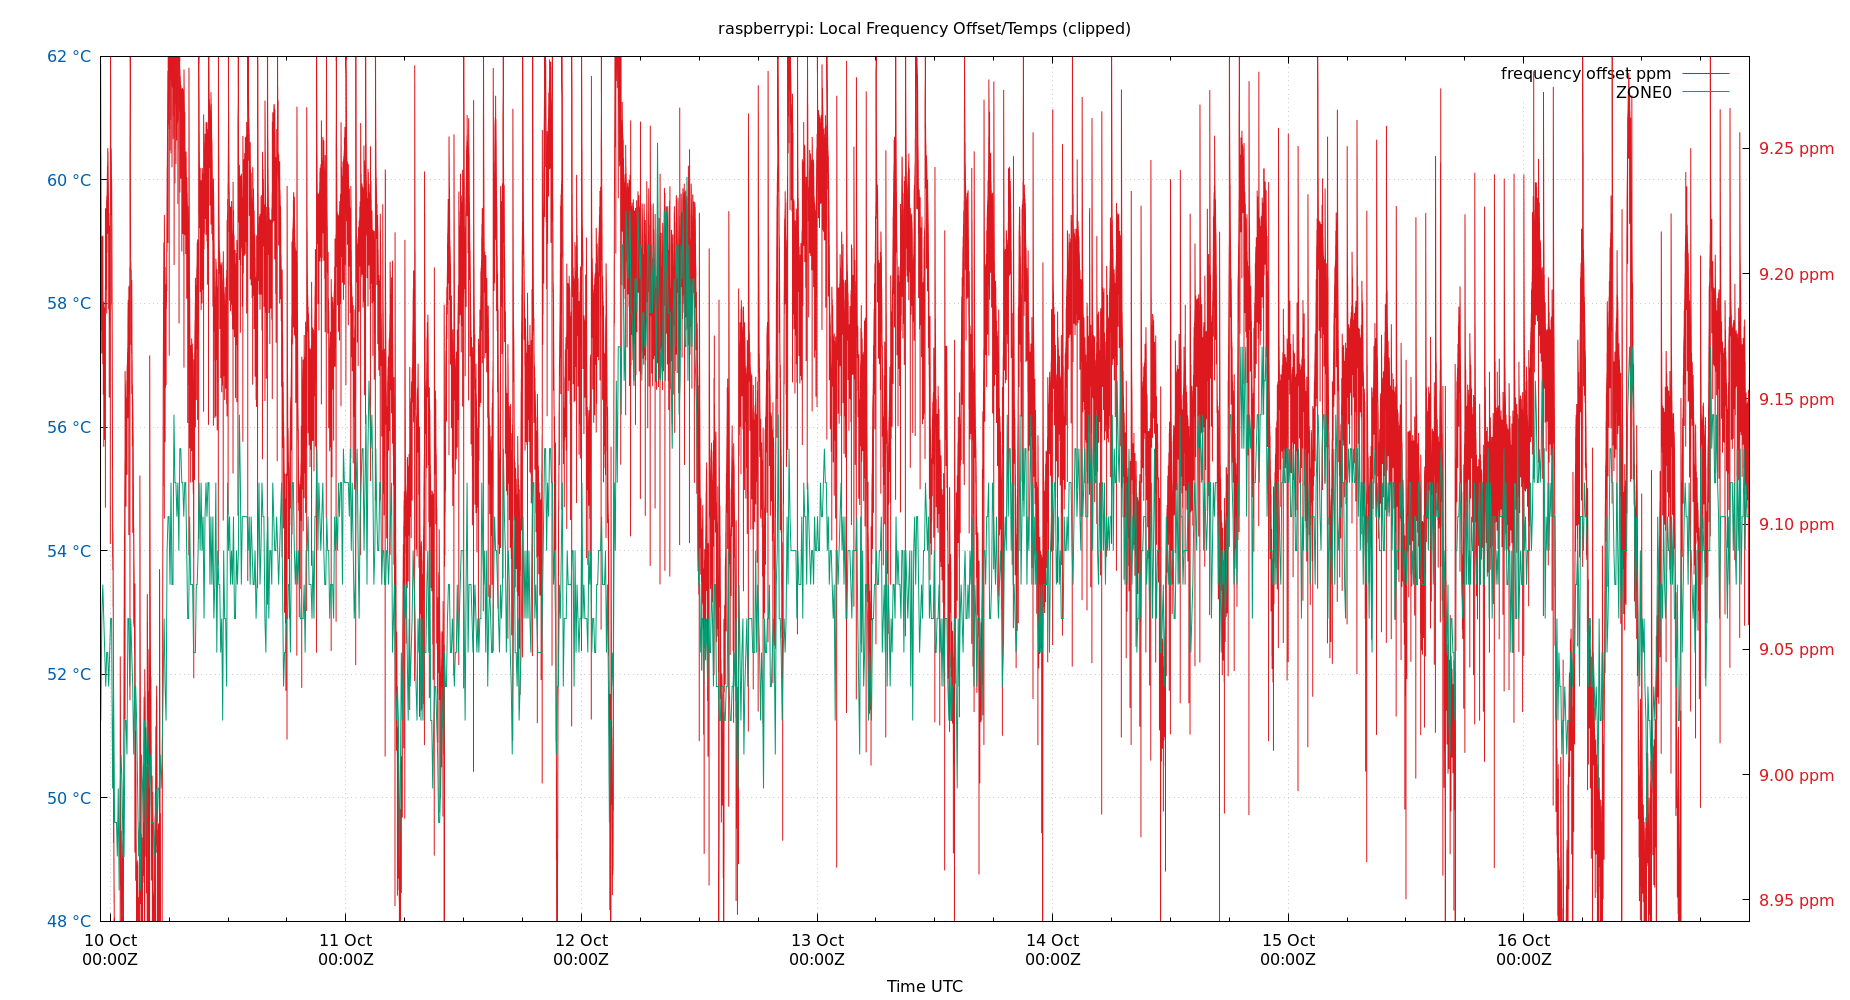 raspberrypi: Local Frequency Offset/Temps (clipped)
62 °C
60 °C
58 °C
56 °C
54 °C
52 °C
50 °C
48 °C
frequency offset ppm
ZONE0
9.25 ppm
9.20 ppm
9.15 ppm
9.10 ppm
9.05 ppm
9.00 ppm
8.95 ppm
10 Oct
00:00Z
11 Oct
00:00Z
12 Oct
00:00Z
13 Oct
00:00Z
14 Oct
00:00Z
15 Oct
00:00Z
16 Oct
00:00Z
Time UTC